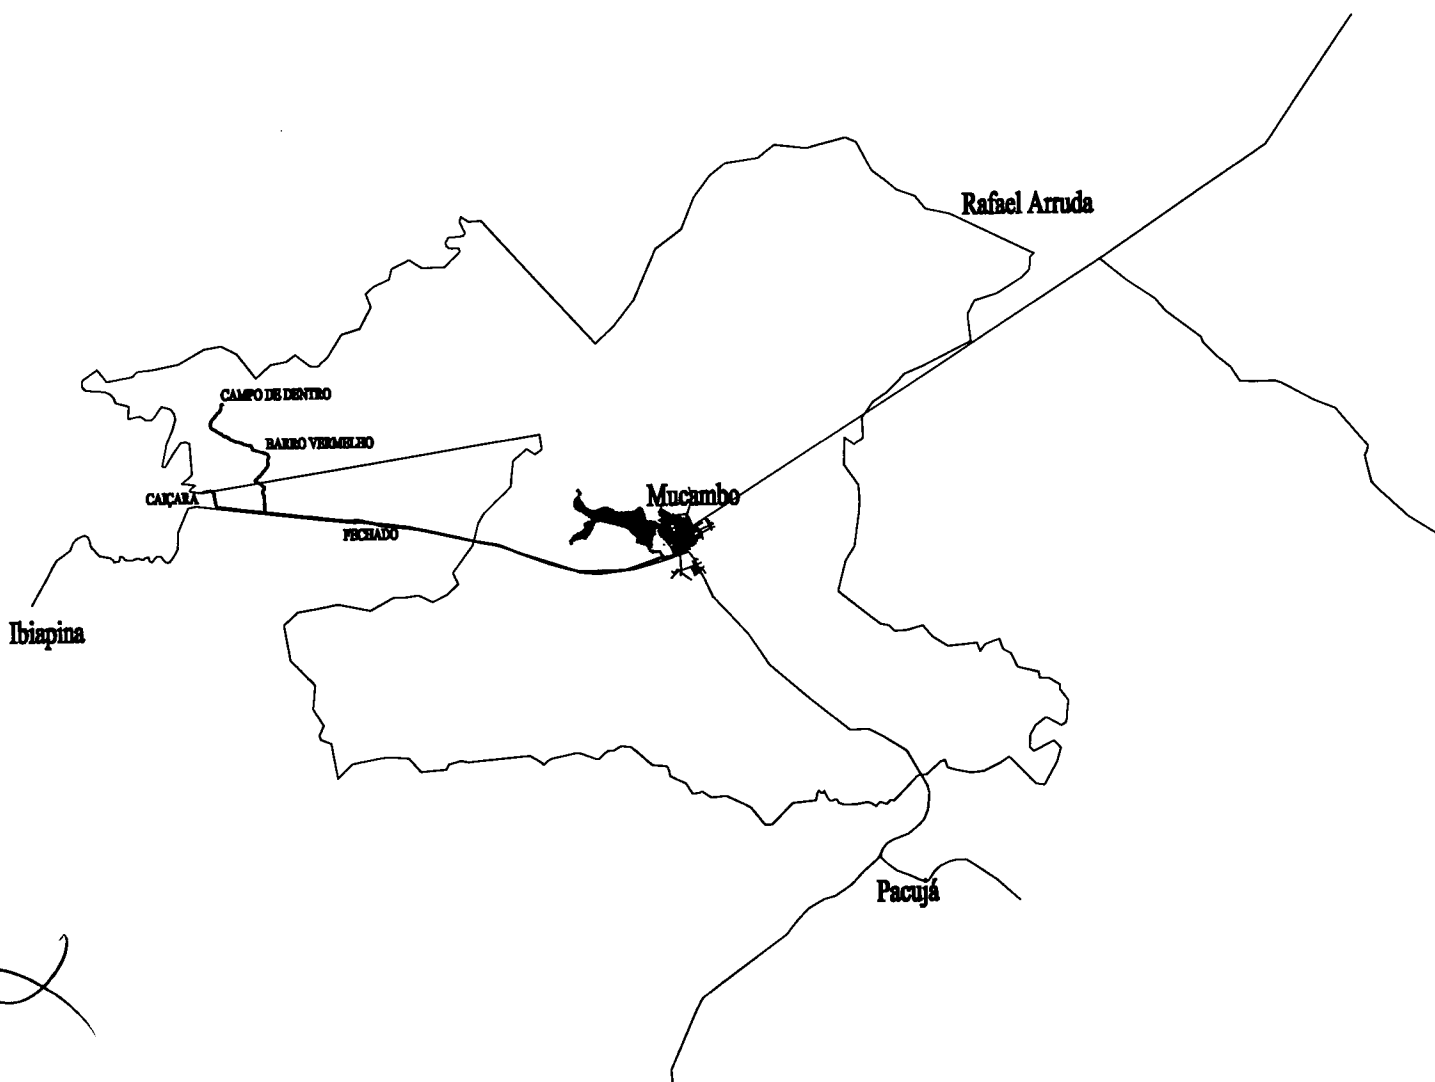 Rafael Arruda
CAMPO DE DENTRO
BARRO VERMELHO
CAIÇARA
Mucambo
FECHADO
Ibiapina
Pacujá